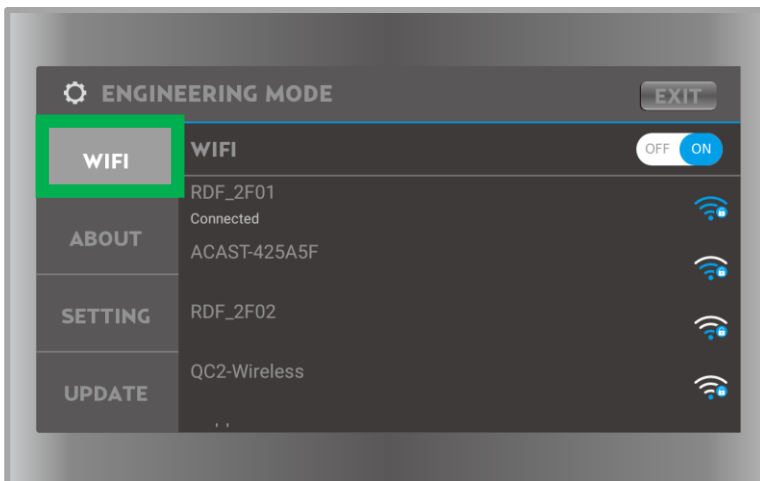 ENGINEERING MODE
EXIT
WIFI
ABOUT
SETTING
UPDATE
WIFI
OFF ON
RDF_2F01
Connected
ACAST-425A5F
RDF_2F02
QC2-Wireless